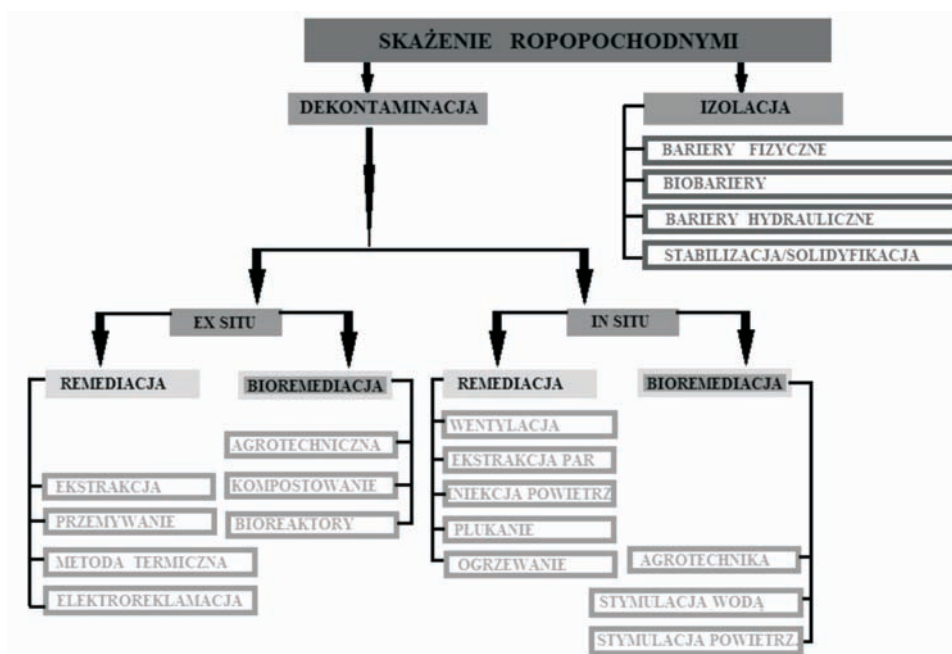 SKAŻENIE ROPOPOCHODNYMI
DEKONTAMINACJA
IZOLACJA
BARIERY FIZYCZNE
BIOBARIERY
BARIERY HYDRAULICZNE
STABILIZACJA/SOLIDYFIKACJA
EX SITU
IN SITU
REMEDIACJA
BIOREMEDIACJA
EKSTRAKCJA
PRZEMYWANIE
METODA TERMICZNA
ELEKTROREKLAMACJA
AGROTECHNICZNA
KOMPOSTOWANIE
BIOREAKTORY
REMEDIACJA
BIOREMEDIACJA
WENTYLACJA
EKSTRAKCJA PAR
INIEKCJA POWIETRZ
PŁUKANIE
OGRZEWANIE
AGROTECHNIKA
STYMULACJA WODĄ
STYMULACJA POWIETRZ